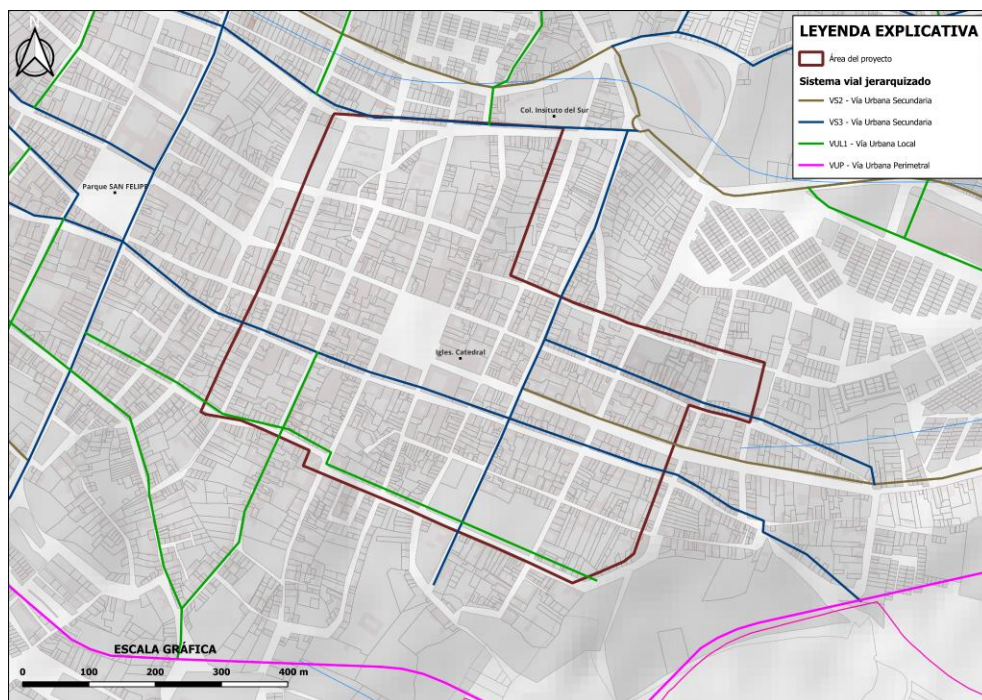 N
LEYENDA EXPLICATIVA
Área del proyecto
Sistema vial jerarquizado
VS2 - Vía Urbana Secundaria
VS3 - Vía Urbana Secundaria
VUL1 - Vía Urbana Local
VUP - Vía Urbana Perimetral
Col. Insituto del Sur
Parque SAN FELIPE
Igles. Catedral
ESCALA GRÁFICA
0 100 200 300 400 m